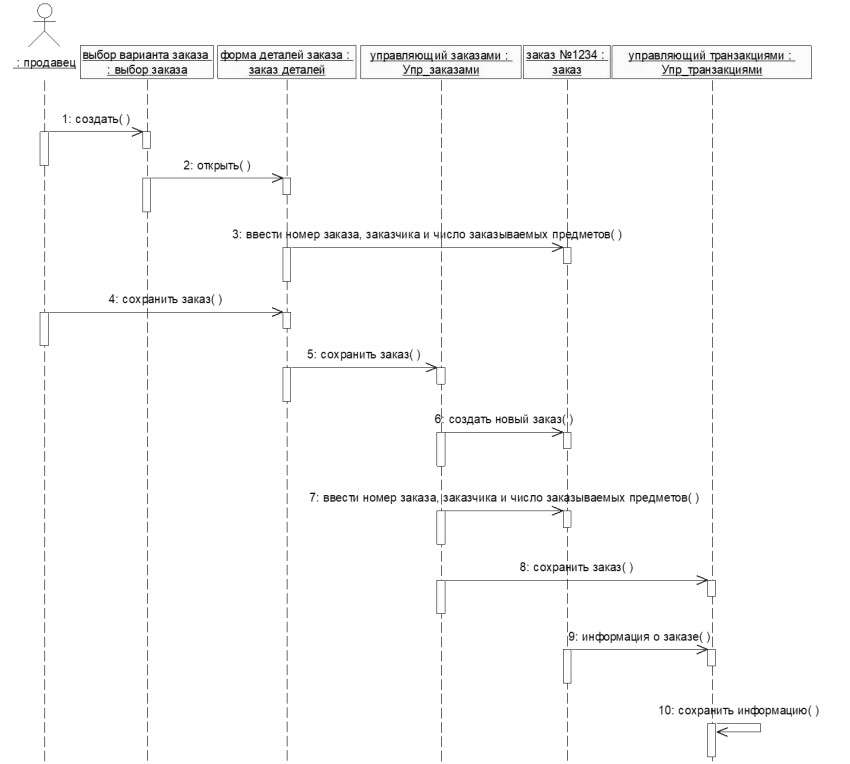 : продавец
выбор варианта заказа
: выбор заказа
форма деталей заказа :
заказ деталей
управляющий заказами :
Упр_заказами
заказ №1234 :
заказ
управляющий транзакциями :
Упр_транзакциями
1: создать( )
2: открыть( )
3: ввести номер заказа, заказчика и число заказываемых предметов( )
4: сохранить заказ( )
5: сохранить заказ( )
6: создать новый заказ( )
7: ввести номер заказа, заказчика и число заказываемых предметов( )
8: сохранить заказ( )
9: информация о заказе( )
10: сохранить информацию( )